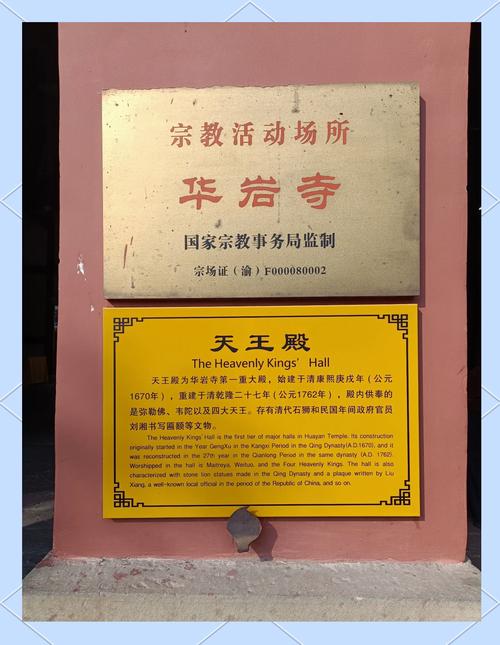 宗教活动场所
华岩寺
国家宗教事务局监制
宗场证（渝）F000080002
天王殿
The Heavenly Kings' Hall
天王殿为华岩寺第一重大殿，始建于清康熙庚戌年（公元
1670年），重建于清乾隆二十七年（公元1762年），殿内供奉的
是弥勒佛、韦陀以及四大天王。存有清代石狮和民国年间政府官员
刘湘书写匾额等文物。
The Heavenly Kings' Hall is the first tier of major halls in Huayan Temple. Its construction
originally started in the Year GengXu in the Kangxi Period in the Qing Dynasty(A.D.1670), and it
was reconstructed in the 27th year in the Qianlong Period in the same dynasty (A.D. 1762).
Worshipped in the hall is Maitreya, Weituo, and the Four Heavenly Kings. The hall is also
characterized with stone lion statues made in the Qing Dynasty and a plaque written by Liu
Xiang, a well-known local official in the period of the Republic of China, and so on.